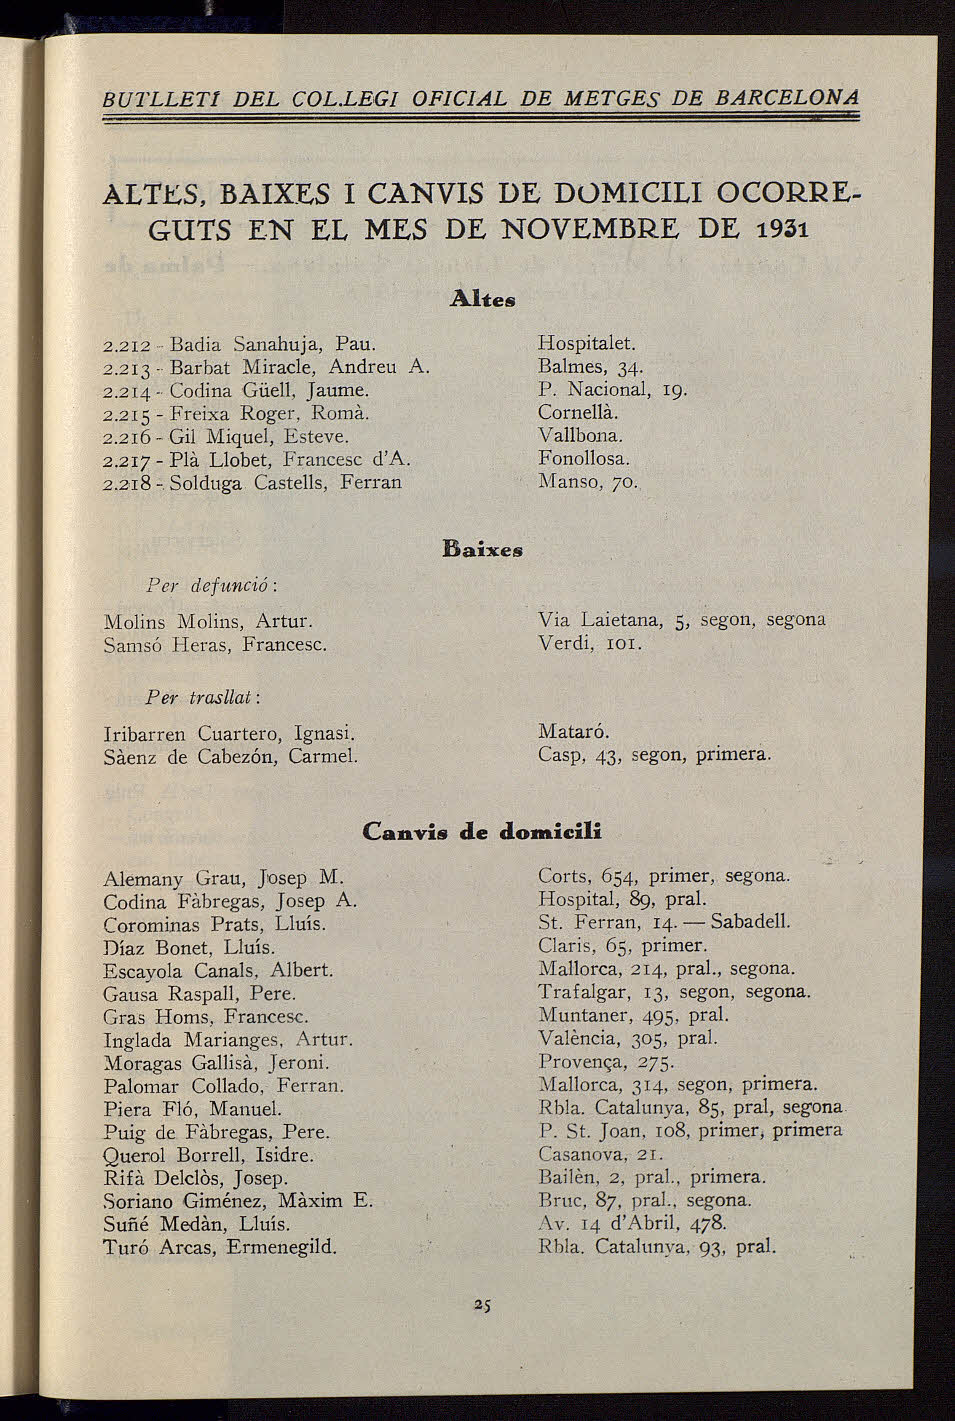 BUTLLETÍ DEL COL.LEGI OFICIAL DE METGES DE BARCELONA
ALTES, BAIXES I CANVIS DE DOMICILI OCORRE-
GUTS EN EL MES DE NOVEMBRE DE 1931
Altes
2.212 - Badia Sanahuja, Pau. Hospitalet.
2.213 - Barbat Miracle, Andreu A. Balmes, 34.
2.214 - Codina Güell, Jaume. P. Nacional, 19.
2.215 - Freixa Roger, Romà. Cornellà.
2.216 - Gil Miquel, Esteve. Vallbona.
2.217 - Plà Llobet, Francesc d'A. Fonollosa.
2.218 - Solduga Castells, Ferran Manso, 70.
Baixes
Per defunció:
Molins Molins, Artur. Via Laietana, 5, segon, segona
Samsó Heras, Francesc. Verdi, 101.
Per trasllat:
Iribarren Cuartero, Ignasi. Mataró.
Sàenz de Cabezón, Carmel. Casp, 43, segon, primera.
Canvis de domicili
Alemany Grau, Josep M. Corts, 654, primer, segona.
Codina Fàbregas, Josep A. Hospital, 89, pral.
Corominas Prats, Lluís. St. Ferran, 14. — Sabadell.
Díaz Bonet, Lluís. Claris, 65, primer.
Escayola Canals, Albert. Mallorca, 214, pral., segona.
Gausa Raspall, Pere. Trafalgar, 13, segon, segona.
Gras Homs, Francesc. Muntaner, 495, pral.
Inglada Marianges, Artur. València, 305, pral.
Moragas Gallisà, Jeroni. Provença, 275.
Palomar Collado, Ferran. Mallorca, 314, segon, primera.
Piera Fló, Manuel. Rbla. Catalunya, 85, pral, segona.
Puig de Fàbregas, Pere. P. St. Joan, 108, primer, primera
Querol Borrell, Isidre. Casanova, 21.
Rifà Delclòs, Josep. Bailèn, 2, pral., primera.
Soriano Giménez, Màxim E. Bruc, 87, pral., segona.
Suñé Medàn, Lluís. Av. 14 d'Abril, 478.
Turó Arcas, Ermenegild. Rbla. Catalunya, 93, pral.
25